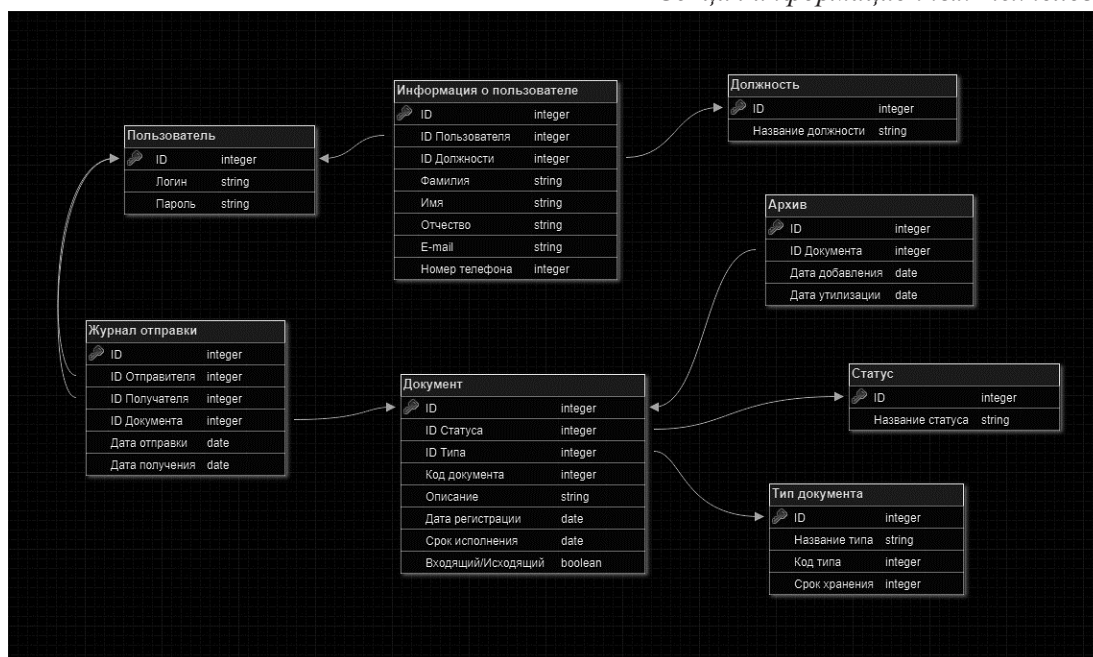 Пользователь
ID integer
Логин string
Пароль string
Информация о пользователе
ID integer
ID Пользователя integer
ID Должности integer
Фамилия string
Имя string
Отчество string
E-mail string
Номер телефона integer
Должность
ID integer
Название должности string
Архив
ID integer
ID Документа integer
Дата добавления date
Дата утилизации date
Журнал отправки
ID integer
ID Отправителя integer
ID Получателя integer
ID Документа integer
Дата отправки date
Дата получения date
Документ
ID integer
ID Статуса integer
ID Типа integer
Код документа integer
Описание string
Дата регистрации date
Срок исполнения date
Входящий/Исходящий boolean
Статус
ID integer
Название статуса string
Тип документа
ID integer
Название типа string
Код типа integer
Срок хранения integer